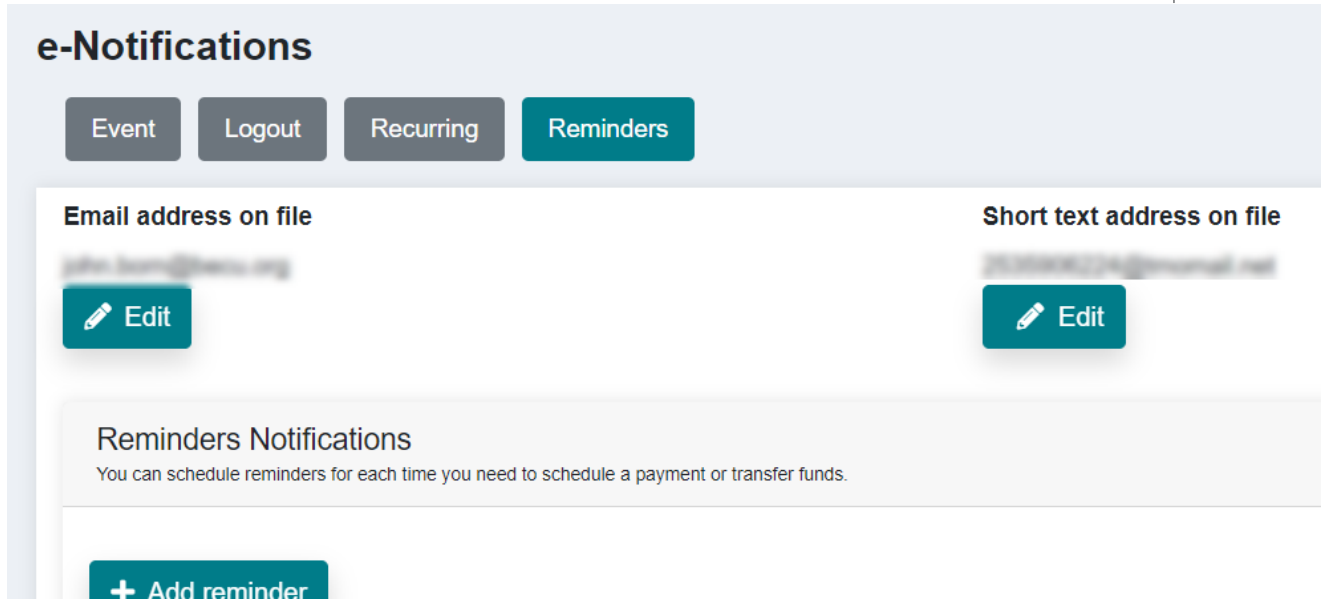 e-Notifications
Event Logout Recurring Reminders
Email address on file
Short text address on file
Edit
Edit
Reminders Notifications
You can schedule reminders for each time you need to schedule a payment or transfer funds.
+ Add reminder